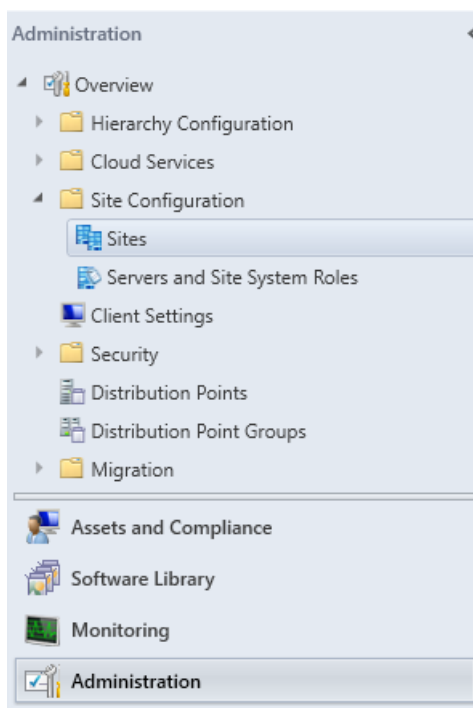 Administration
Overview
Hierarchy Configuration
Cloud Services
Site Configuration
Sites
Servers and Site System Roles
Client Settings
Security
Distribution Points
Distribution Point Groups
Migration
Assets and Compliance
Software Library
Monitoring
Administration